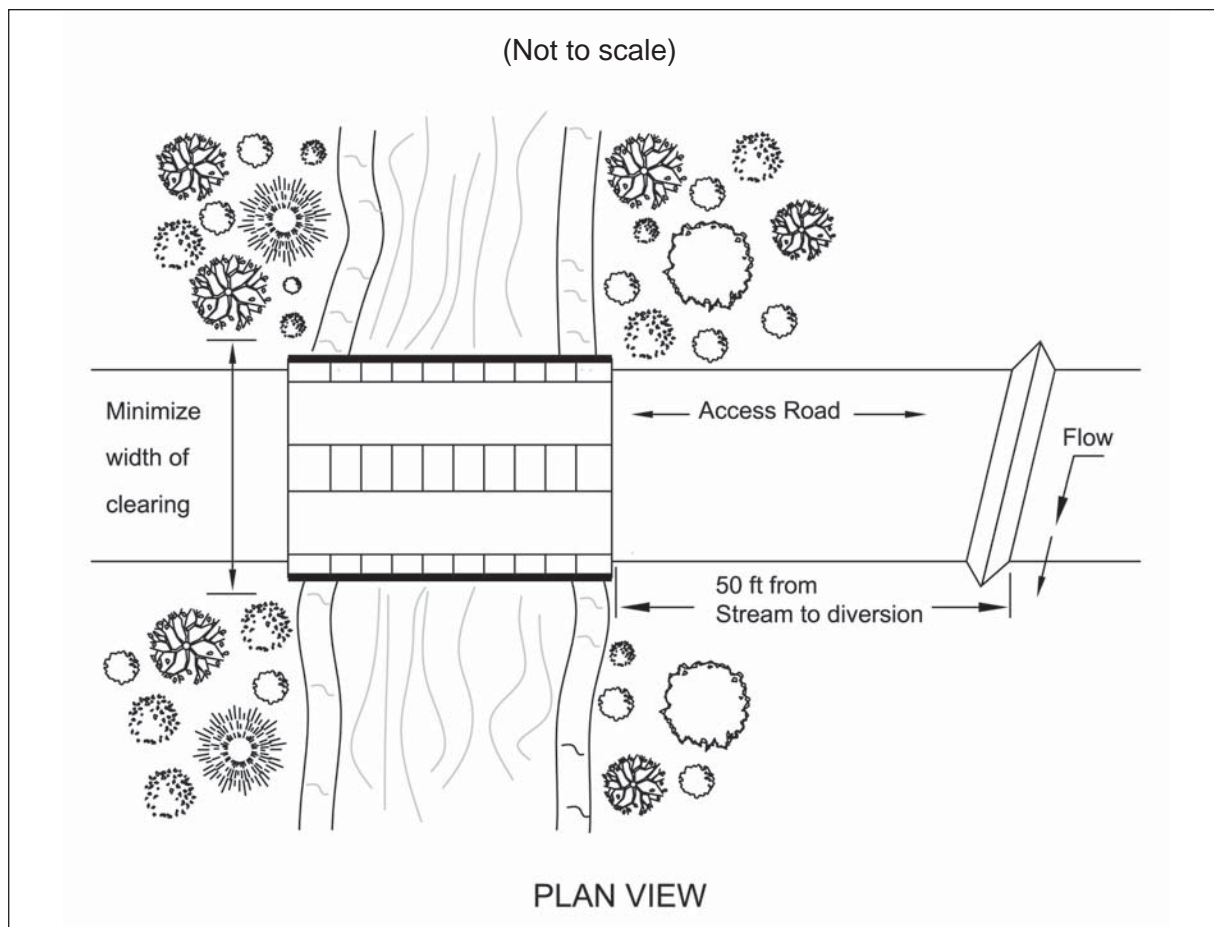 (Not to scale)
Minimize
width of
clearing
Access Road
Flow
50 ft from
Stream to diversion
PLAN VIEW